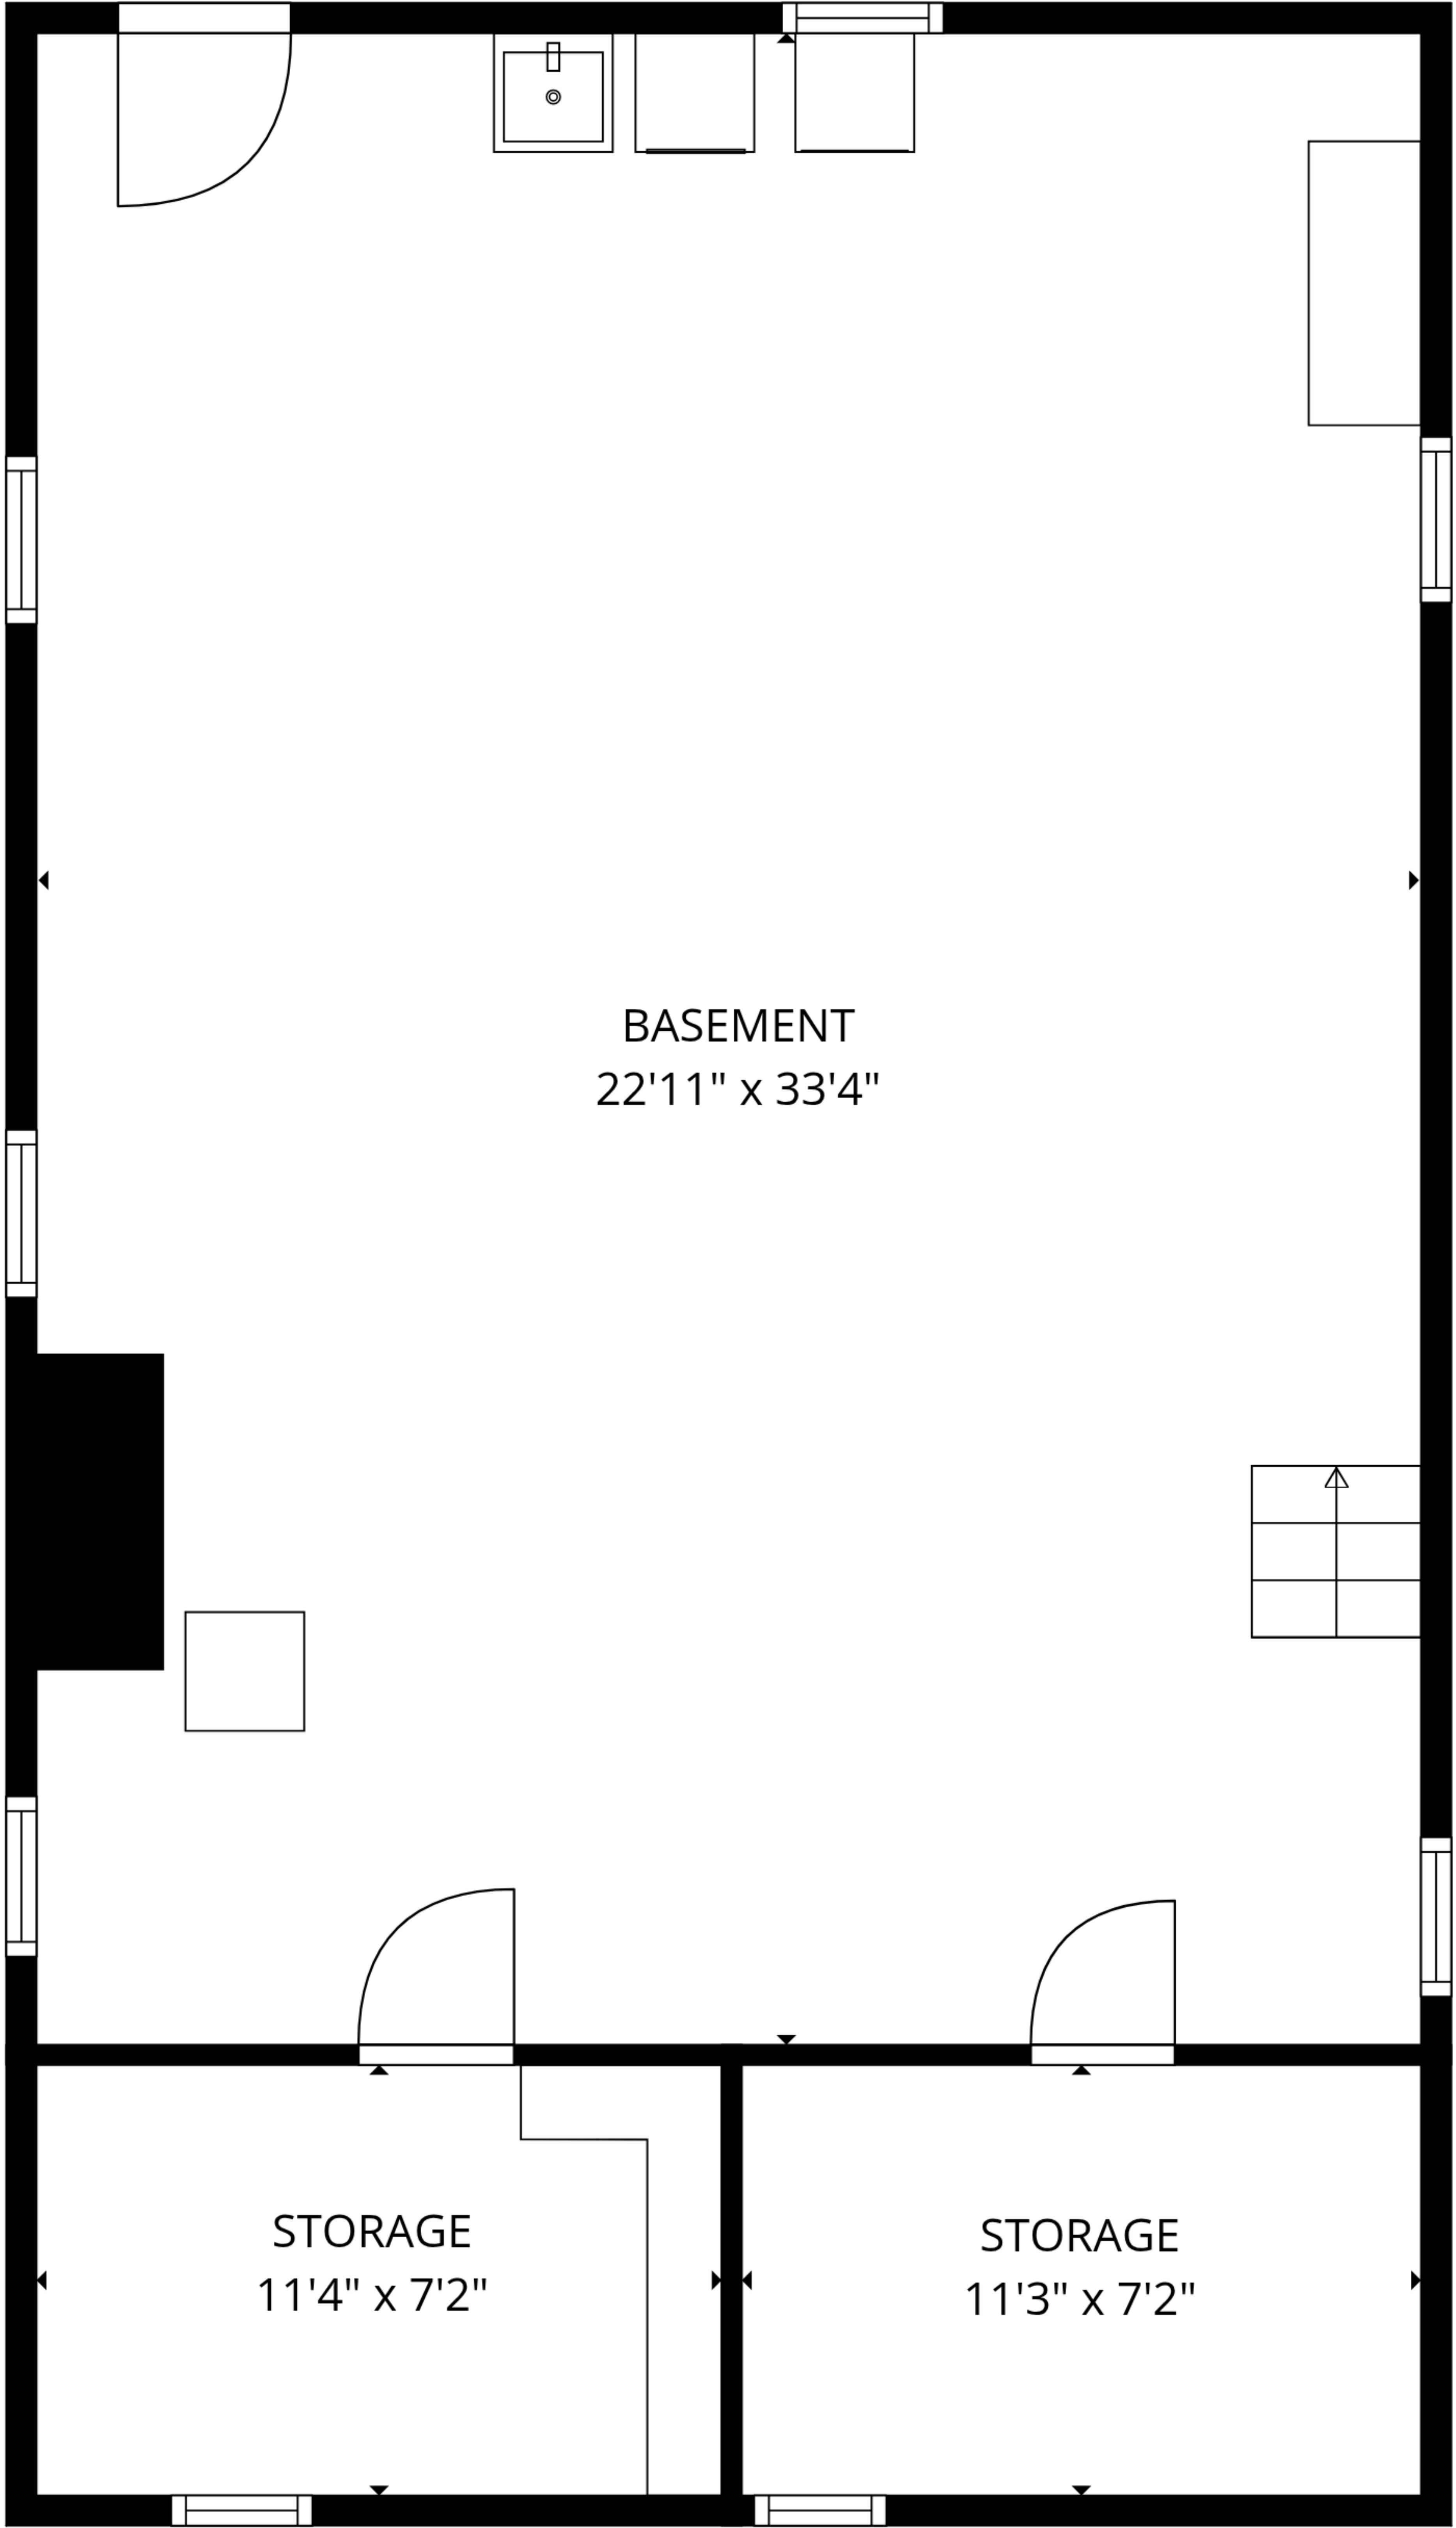 BASEMENT
22'11" x 33'4"
STORAGE
11'4" x 7'2"
STORAGE
11'3" x 7'2"